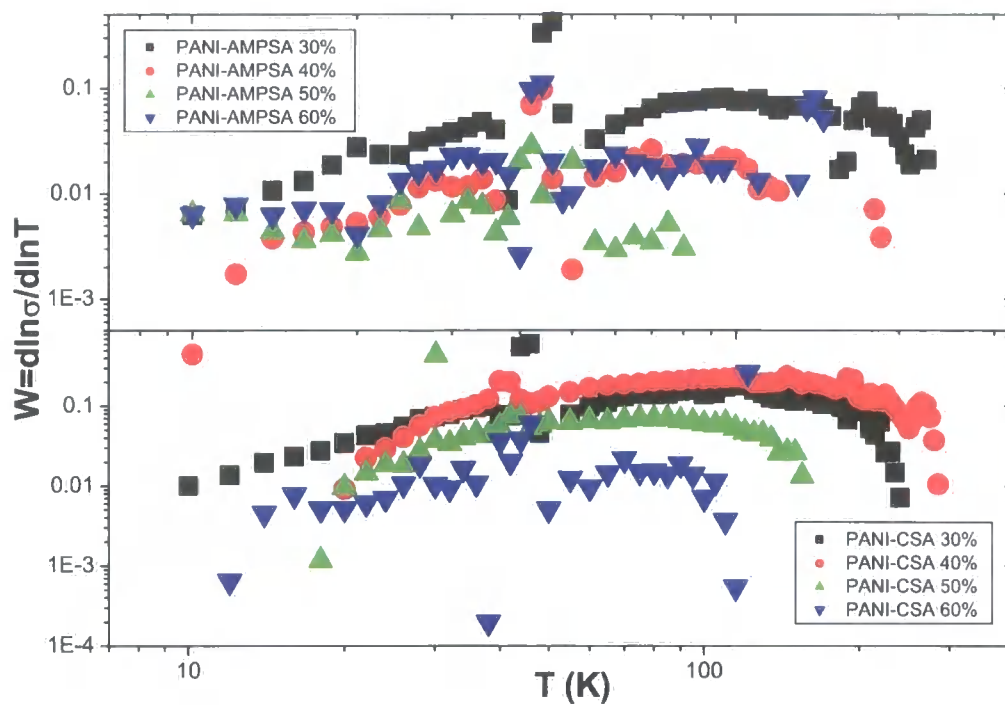 PANI-AMPSA 30%
PANI-AMPSA 40%
PANI-AMPSA 50%
PANI-AMPSA 60%
0.1
0.01
1E-3
W=dlnσ/dlnT
0.1
0.01
1E-3
1E-4
PANI-CSA 30%
PANI-CSA 40%
PANI-CSA 50%
PANI-CSA 60%
10
100
T (K)